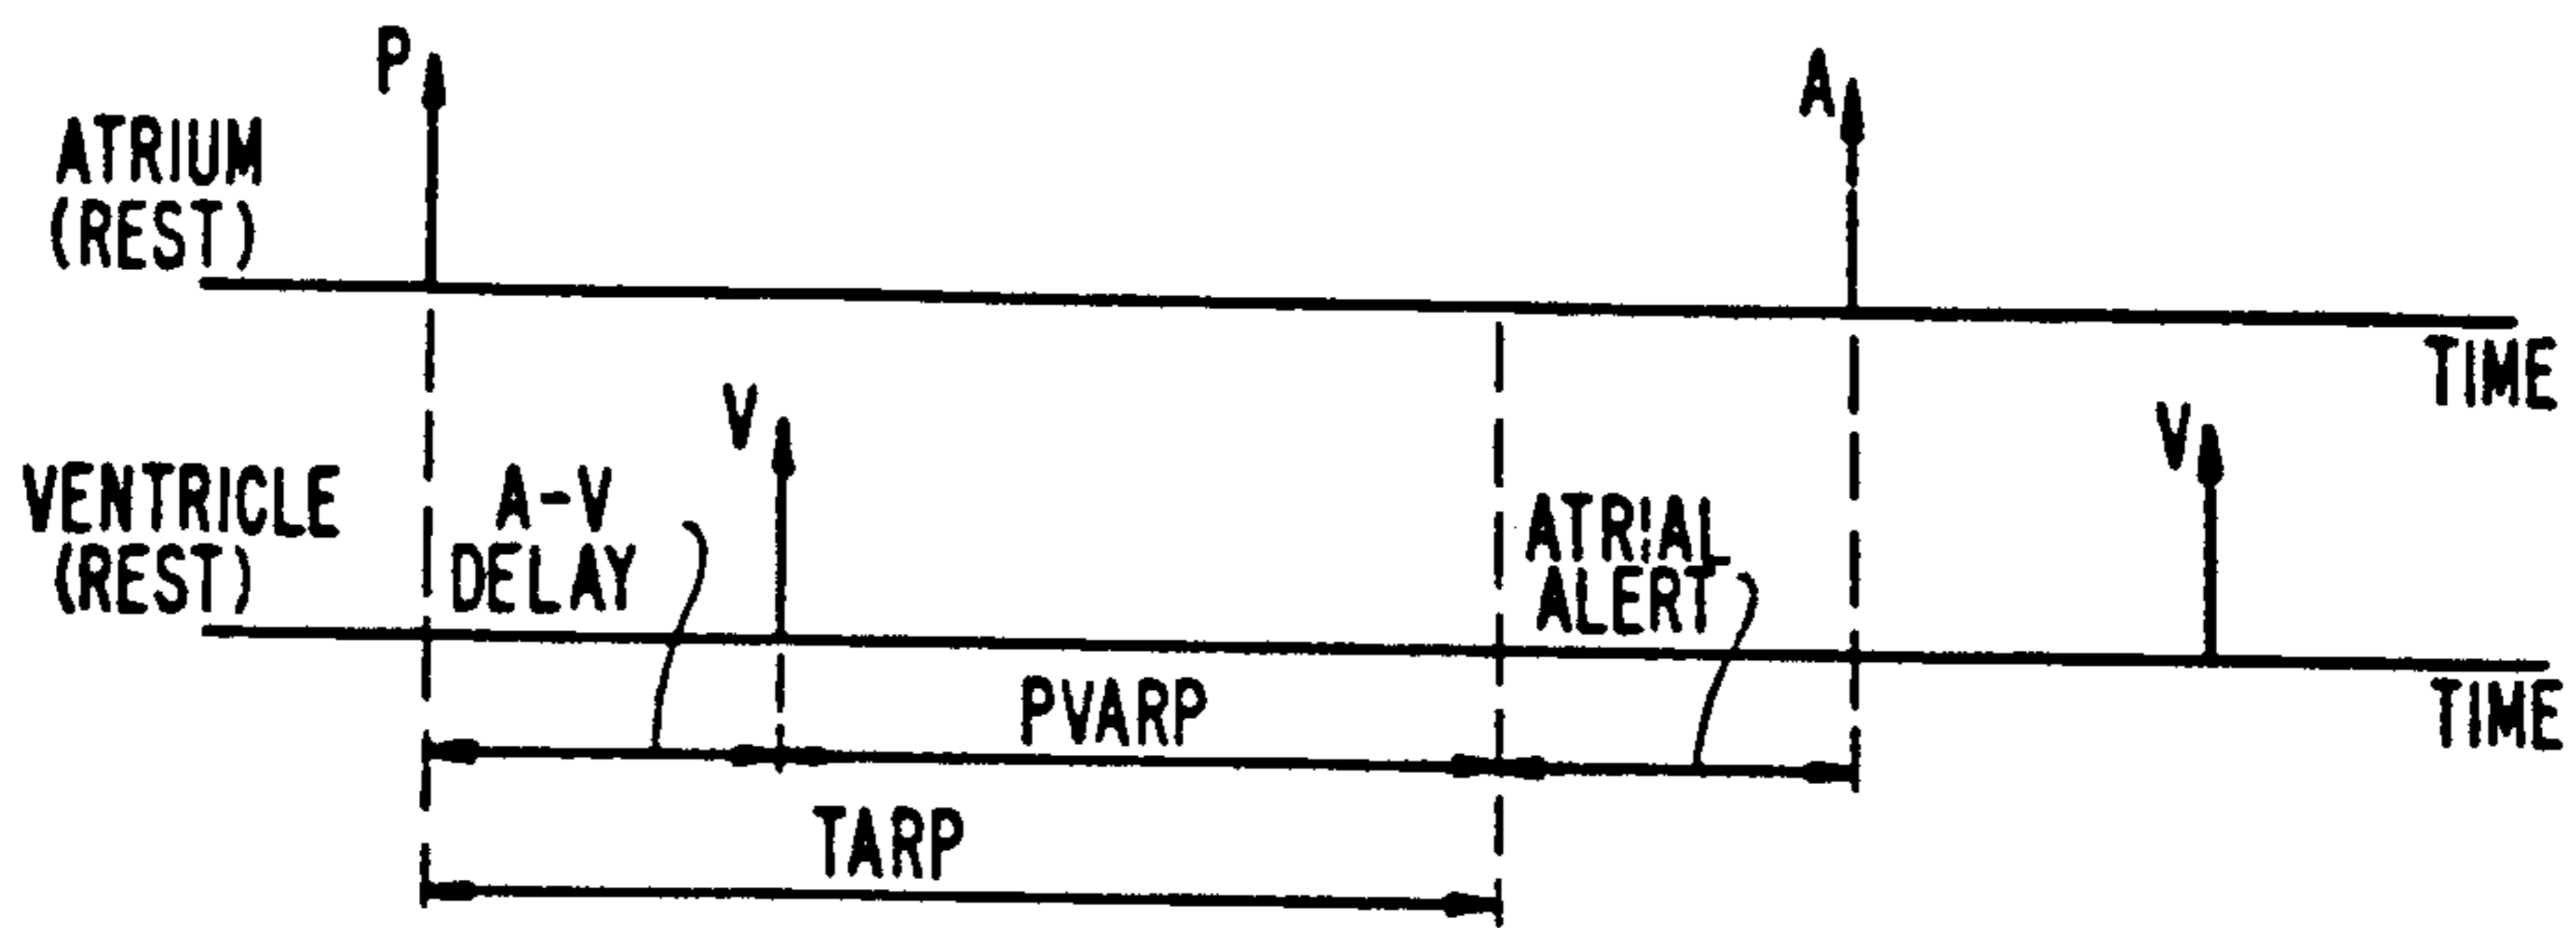 P
A
ATRIUM
(REST)
TIME
V
V
VENTRICLE
(REST)
A-V
DELAY
ATRIAL
ALERT
TIME
PVARP
TARP